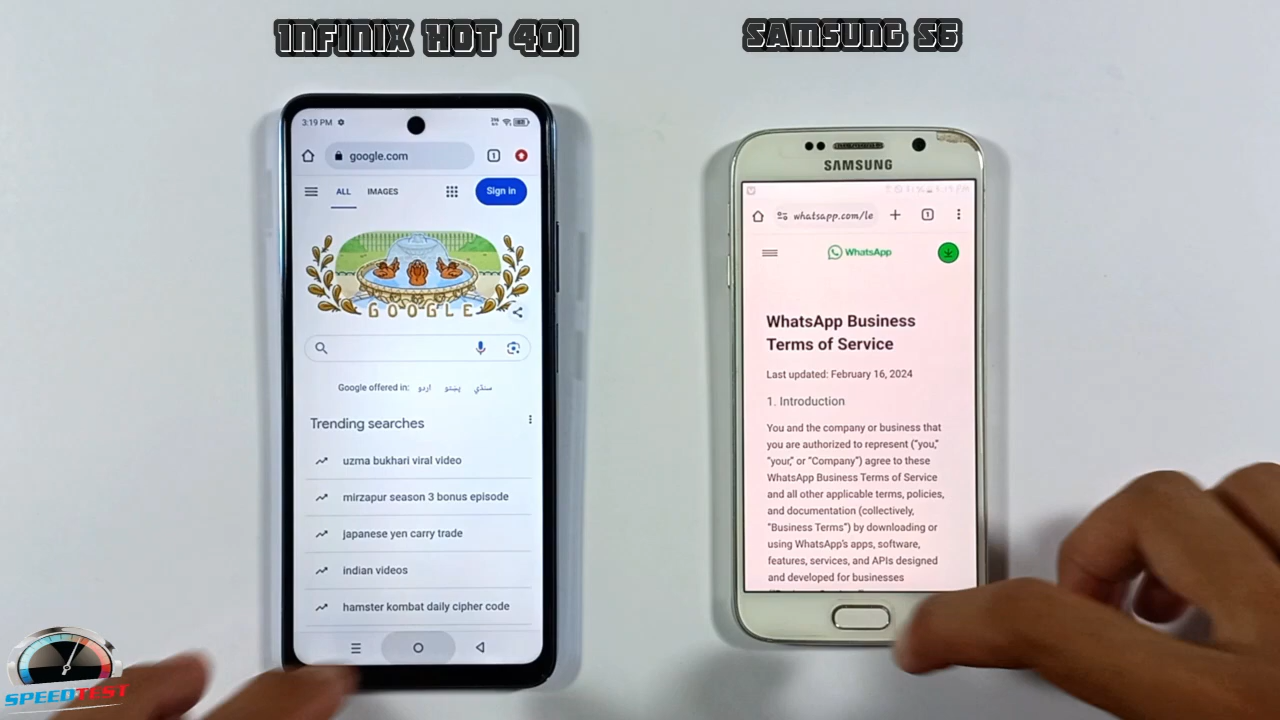 INFINIX HOT 40I
SAMSUNG S6
3:19 PM
google.com
1
ALL
IMAGES
Sign in
GOOGLE
Google offered in: اردو پښتو سنڌي
Trending searches
uzma bukhari viral video
mirzapur season 3 bonus episode
japanese yen carry trade
indian videos
hamster kombat daily cipher code
SAMSUNG
whatsapp.com/le
1
WhatsApp
WhatsApp Business
Terms of Service
Last updated: February 16, 2024
1. Introduction
You and the company or business that
you are authorized to represent (“you,”
“your,” or “Company”) agree to these
WhatsApp Business Terms of Service
and all other applicable terms, policies,
and documentation (collectively,
“Business Terms”) by downloading or
using WhatsApp’s apps, software,
features, services, and APIs designed
and developed for businesses
SPEEDTEST